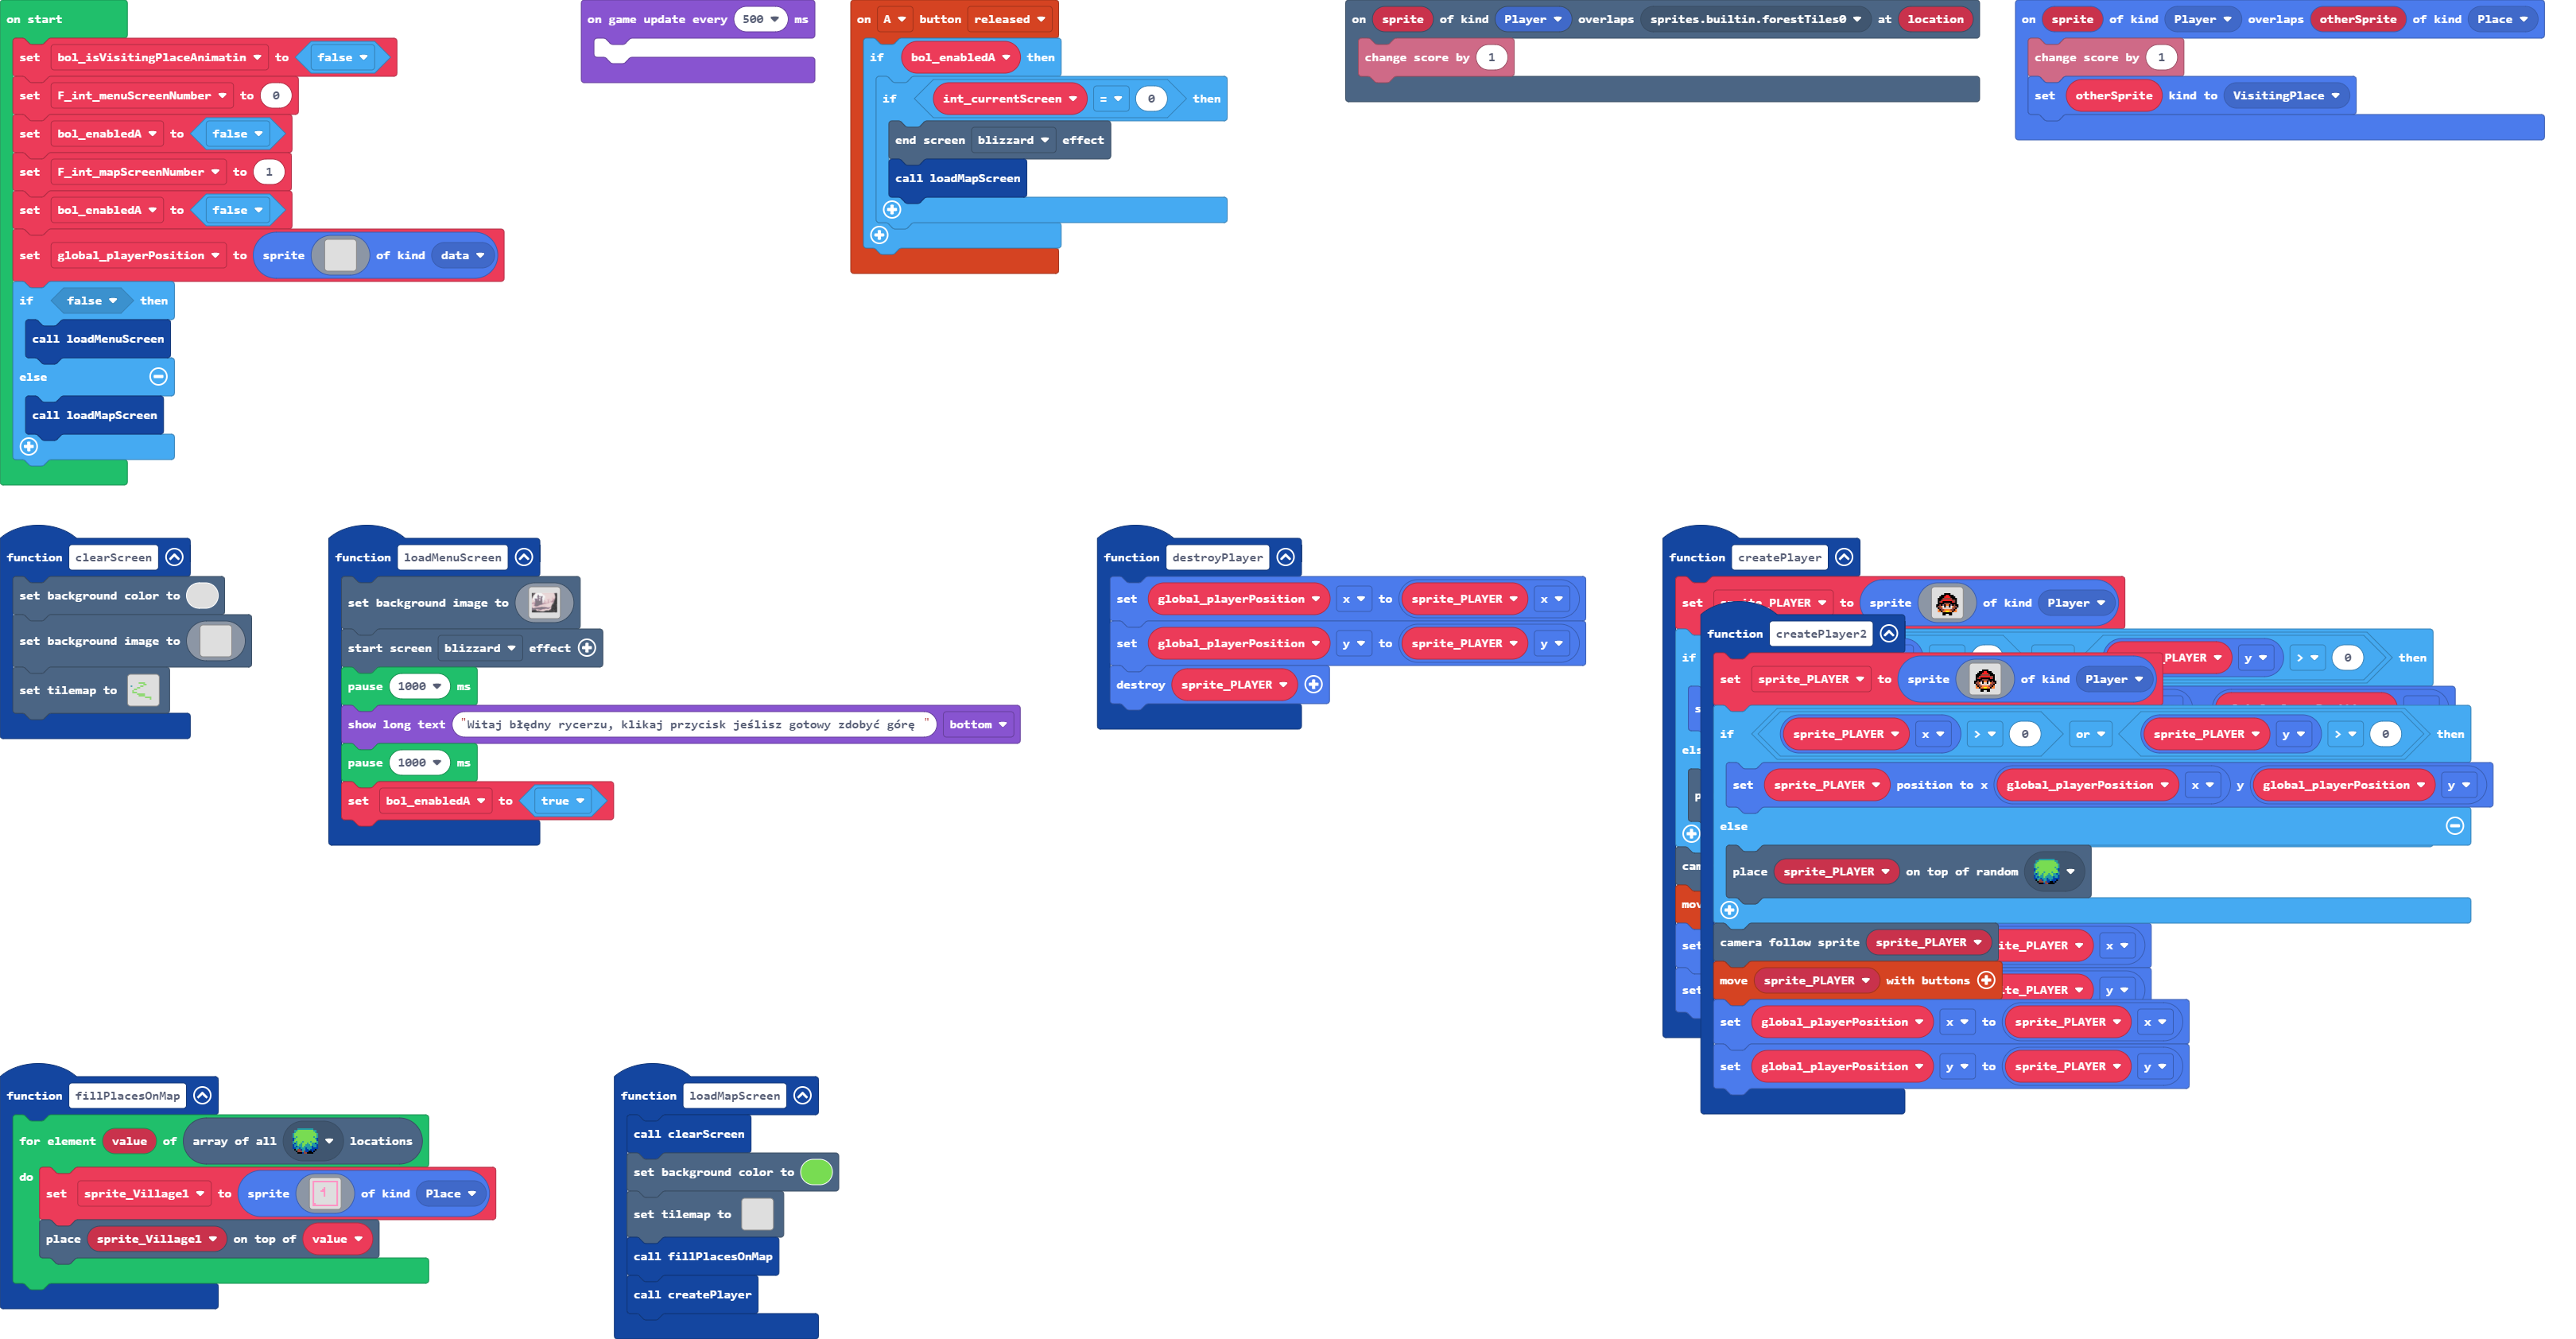 on start
set bol_isVisitingPlaceAnimatin to false
set F_int_menuScreenNumber to 0
set bol_enabledA to false
set F_int_mapScreenNumber to 1
set bol_enabledA to false
set global_playerPosition to sprite of kind data
if false then
call loadMenuScreen
else
call loadMapScreen
on game update every 500 ms
on A button released
if bol_enabledA then
if int_currentScreen = 0 then
end screen blizzard effect
call loadMapScreen
on sprite of kind Player overlaps sprites.builtin.forestTiles0 at location
change score by 1
on sprite of kind Player overlaps otherSprite of kind Place
change score by 1
set otherSprite kind to VisitingPlace
function clearScreen
set background color to
set background image to
set tilemap to
function loadMenuScreen
set background image to
start screen blizzard effect
pause 1000 ms
show long text "Witaj błędny rycerzu, klikaj przycisk jeślisz gotowy zdobyć górę " bottom
pause 1000 ms
set bol_enabledA to true
function destroyPlayer
set global_playerPosition x to sprite_PLAYER x
set global_playerPosition y to sprite_PLAYER y
destroy sprite_PLAYER
function createPlayer
set PLAYER to sprite of kind Player
if PLAYER y > 0 then
set
set
function createPlayer2
set sprite_PLAYER to sprite of kind Player
if sprite_PLAYER x > 0 or sprite_PLAYER y > 0 then
set sprite_PLAYER position to x global_playerPosition x y global_playerPosition y
else
place sprite_PLAYER on top of random
camera follow sprite sprite_PLAYER
move sprite_PLAYER with buttons
set global_playerPosition x to sprite_PLAYER x
set global_playerPosition y to sprite_PLAYER y
function fillPlacesOnMap
for element value of array of all locations
do
set sprite_Village1 to sprite of kind Place
place sprite_Village1 on top of value
function loadMapScreen
call clearScreen
set background color to
set tilemap to
call fillPlacesOnMap
call createPlayer